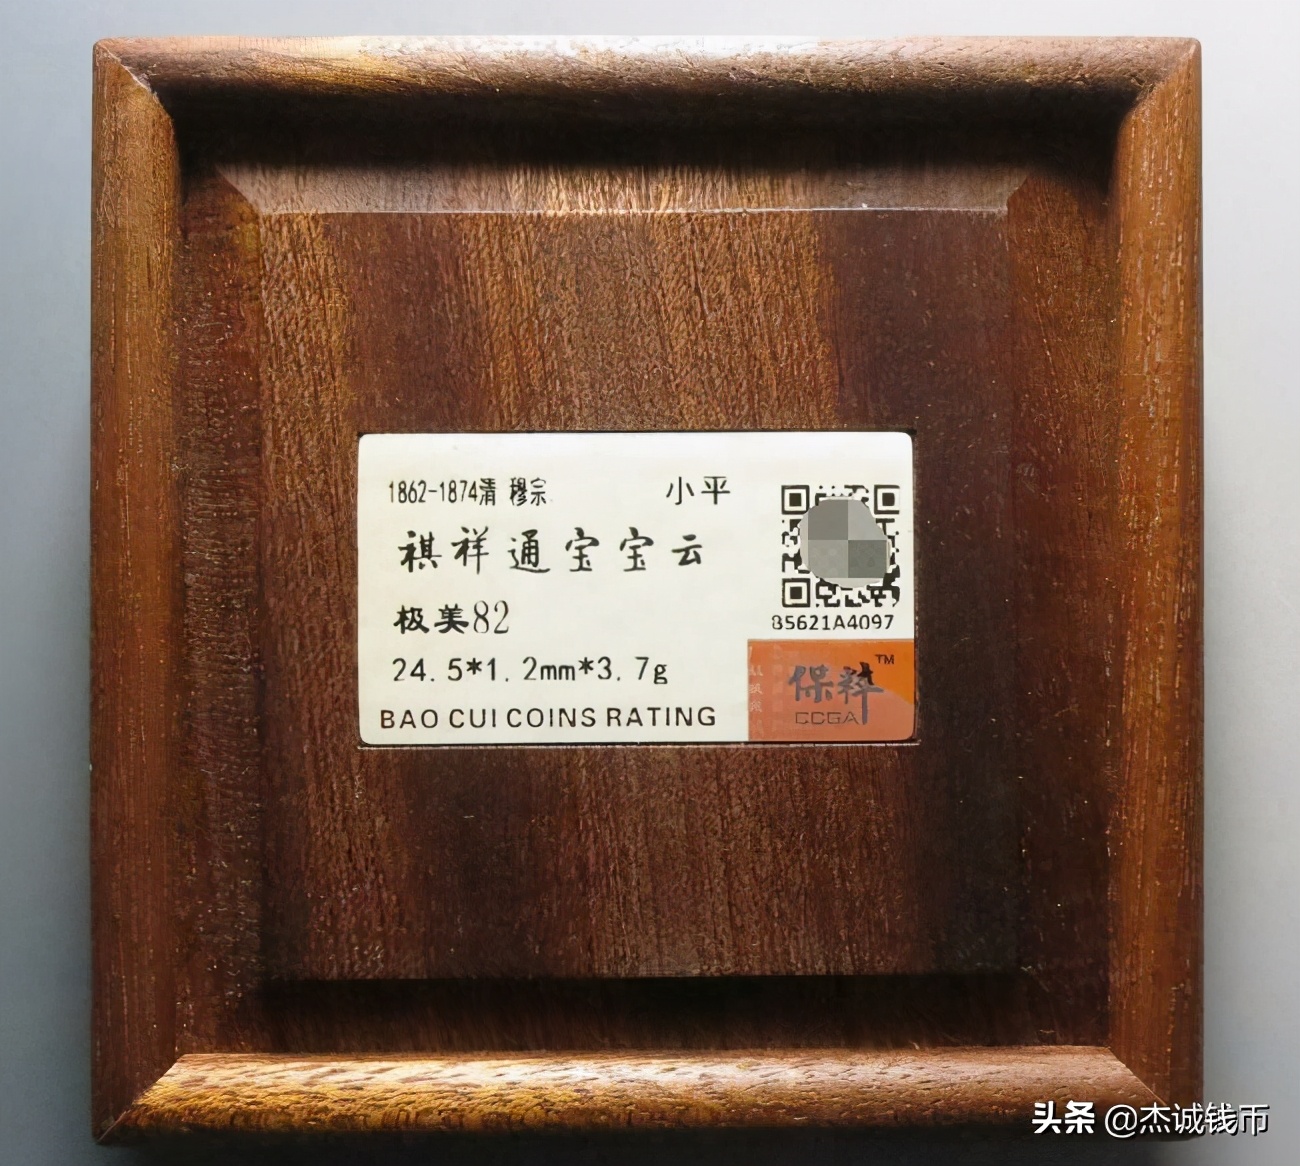 1862-1874清 穆宗 小平
祺祥通宝宝云
极美82
24.5*1.2mm*3.7g
BAO CUI COINS RATING
85621A4097
保粹 TM
CCGA
头条 @杰诚钱币